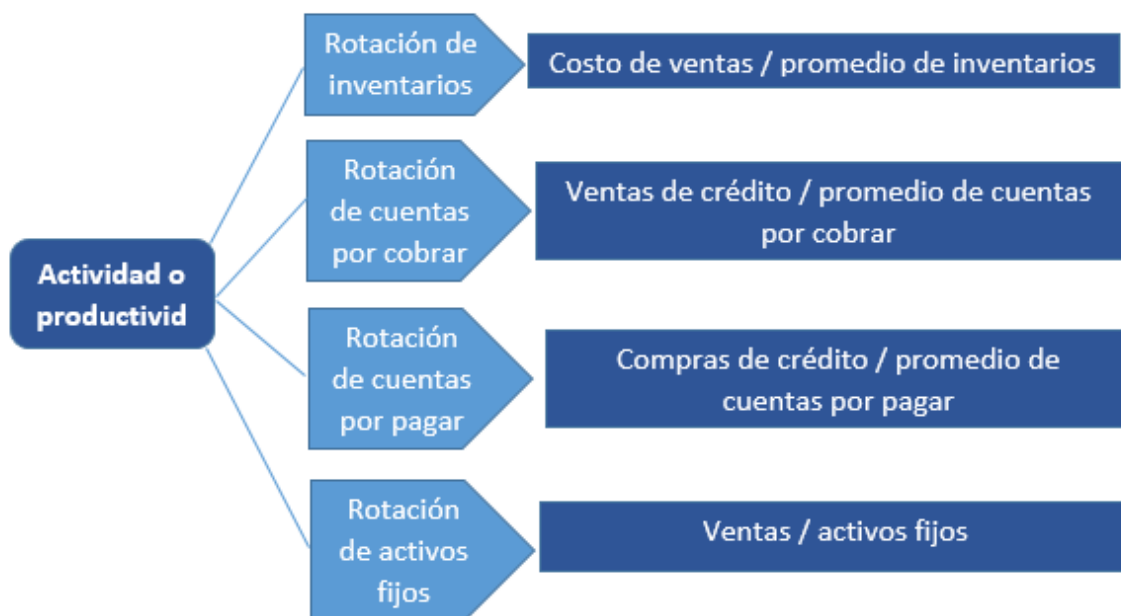 Rotación de
inventarios
Costo de ventas / promedio de inventarios
Rotación
de cuentas
por cobrar
Ventas de crédito / promedio de cuentas
por cobrar
Actividad o
productivid
Rotación
de cuentas
por pagar
Compras de crédito / promedio de
cuentas por pagar
Rotación
de activos
fijos
Ventas / activos fijos